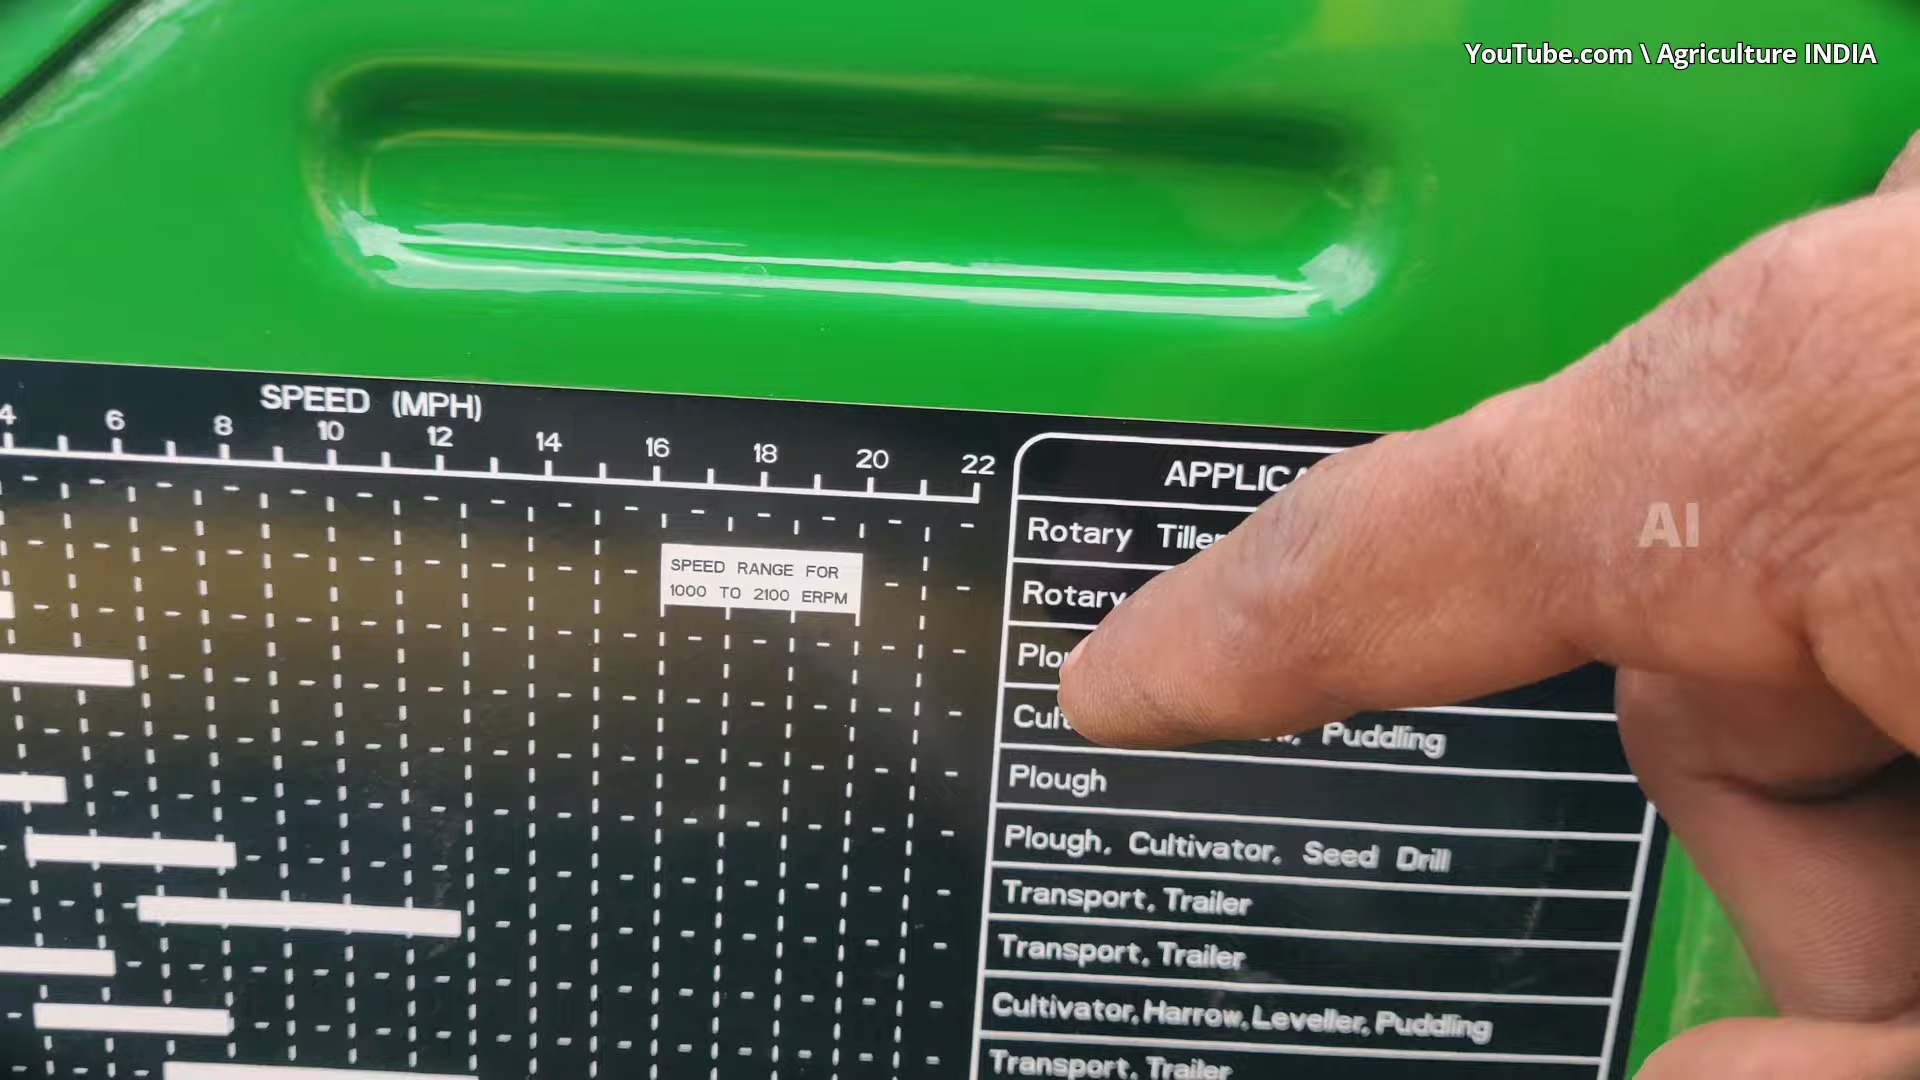 YouTube.com \ Agriculture INDIA
SPEED (MPH)
4 6 8 10 12 14 16 18 20 22
SPEED RANGE FOR
1000 TO 2100 ERPM
Rotary
Rotary
Puddling
Plough
Plough, Cultivator, Seed Drill
Transport, Trailer
Transport, Trailer
Cultivator, Harrow, Leveller, Puddling
Transport, Trailer
AI